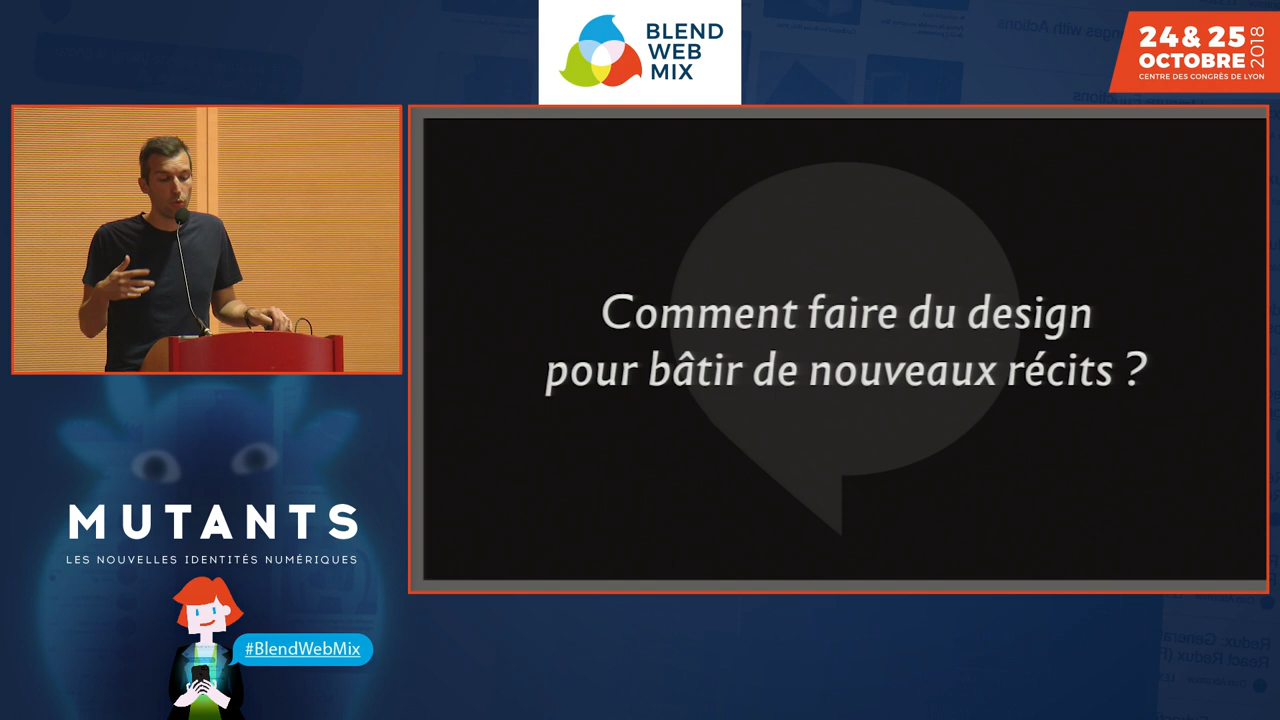 BLEND
WEB
MIX
24 & 25
OCTOBRE
2018
CENTRE DES CONGRÈS DE LYON
Comment faire du design
pour bâtir de nouveaux récits ?
MUTANTS
LES NOUVELLES IDENTITÉS NUMÉRIQUES
#BlendWebMix